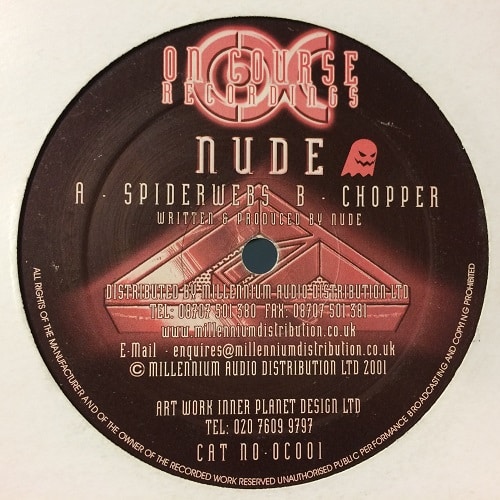 ON COURSE
RECORDINGS
NUDE
A - SPIDERWEBS B - CHOPPER
WRITTEN & PRODUCED BY NUDE
DISTRIBUTED BY MILLENNIUM AUDIO DISTRIBUTION LTD
TEL: 08707 501 380 FAX: 08707 501 381
www.millenniumdistribution.co.uk
E-Mail - enquires@millenniumdistribution.co.uk
© MILLENNIUM AUDIO DISTRIBUTION LTD 2001
ART WORK INNER PLANET DESIGN LTD
TEL: 020 7609 9797
CAT NO-OC001
ALL RIGHTS OF THE MANUFACTURER AND OF THE OWNER OF THE RECORDED WORK RESERVED UNAUTHORISED PUBLIC PERFORMANCE BROADCASTING AND COPYING PROHIBITED